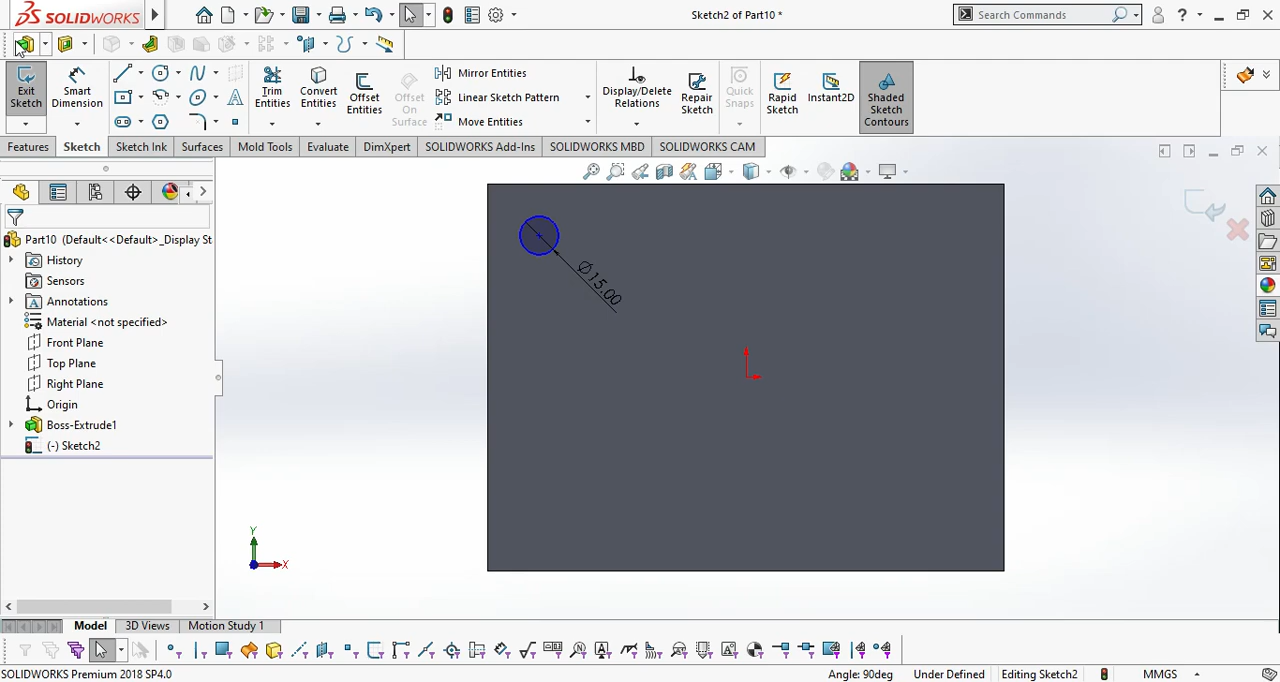 SOLIDWORKS
Sketch2 of Part10 *
Search Commands
Exit Sketch
Smart Dimension
Trim Entities
Convert Entities
Offset Entities
Offset On Surface
Mirror Entities
Linear Sketch Pattern
Move Entities
Display/Delete Relations
Repair Sketch
Quick Snaps
Rapid Sketch
Instant2D
Shaded Sketch Contours
Features
Sketch
Sketch Ink
Surfaces
Mold Tools
Evaluate
DimXpert
SOLIDWORKS Add-Ins
SOLIDWORKS MBD
SOLIDWORKS CAM
Part10 (Default<<Default>_Display St
History
Sensors
Annotations
Material <not specified>
Front Plane
Top Plane
Right Plane
Origin
Boss-Extrude1
(-) Sketch2
Ø15.00
Y
X
Model
3D Views
Motion Study 1
SOLIDWORKS Premium 2018 SP4.0
Angle: 90deg
Under Defined
Editing Sketch2
MMGS